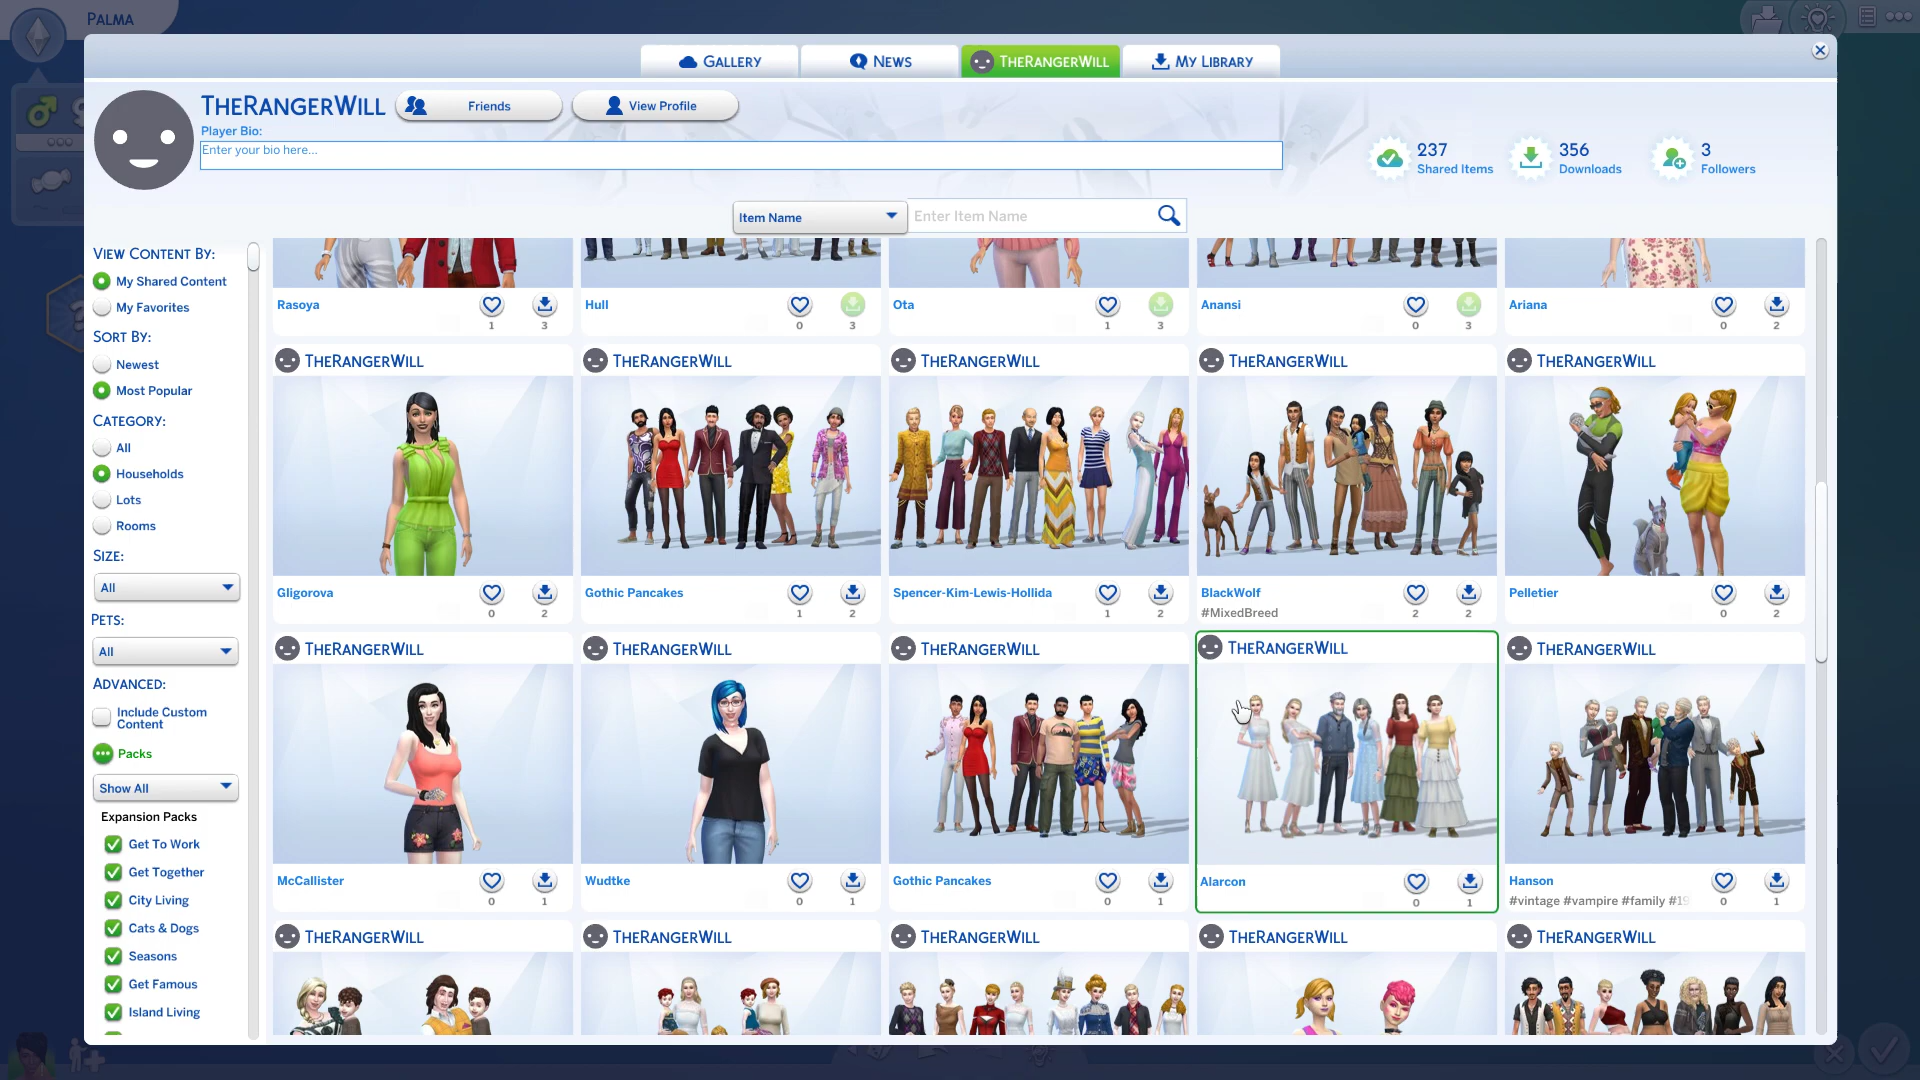 PALMA
GALLERY
NEWS
THERANGERWILL
MY LIBRARY
THERANGERWILL
Friends
View Profile
Player Bio:
Enter your bio here...
237
Shared Items
356
Downloads
3
Followers
Item Name
Enter Item Name
VIEW CONTENT BY:
My Shared Content
My Favorites
SORT BY:
Newest
Most Popular
CATEGORY:
All
Households
Lots
Rooms
SIZE:
All
PETS:
All
ADVANCED:
Include Custom
Content
Packs
Show All
Expansion Packs
Get To Work
Get Together
City Living
Cats & Dogs
Seasons
Get Famous
Island Living
Rasoya
1
3
Hull
0
3
Ota
1
3
Anansi
0
3
Ariana
0
2
THERANGERWILL
Gligorova
0
2
THERANGERWILL
Gothic Pancakes
1
2
THERANGERWILL
Spencer-Kim-Lewis-Hollida
1
2
THERANGERWILL
BlackWolf
#MixedBreed
2
2
THERANGERWILL
Pelletier
0
2
THERANGERWILL
McCallister
0
1
THERANGERWILL
Wudtke
0
1
THERANGERWILL
Gothic Pancakes
0
1
THERANGERWILL
Alarcon
0
1
THERANGERWILL
Hanson
#vintage #vampire #family #19
0
1
THERANGERWILL
THERANGERWILL
THERANGERWILL
THERANGERWILL
THERANGERWILL